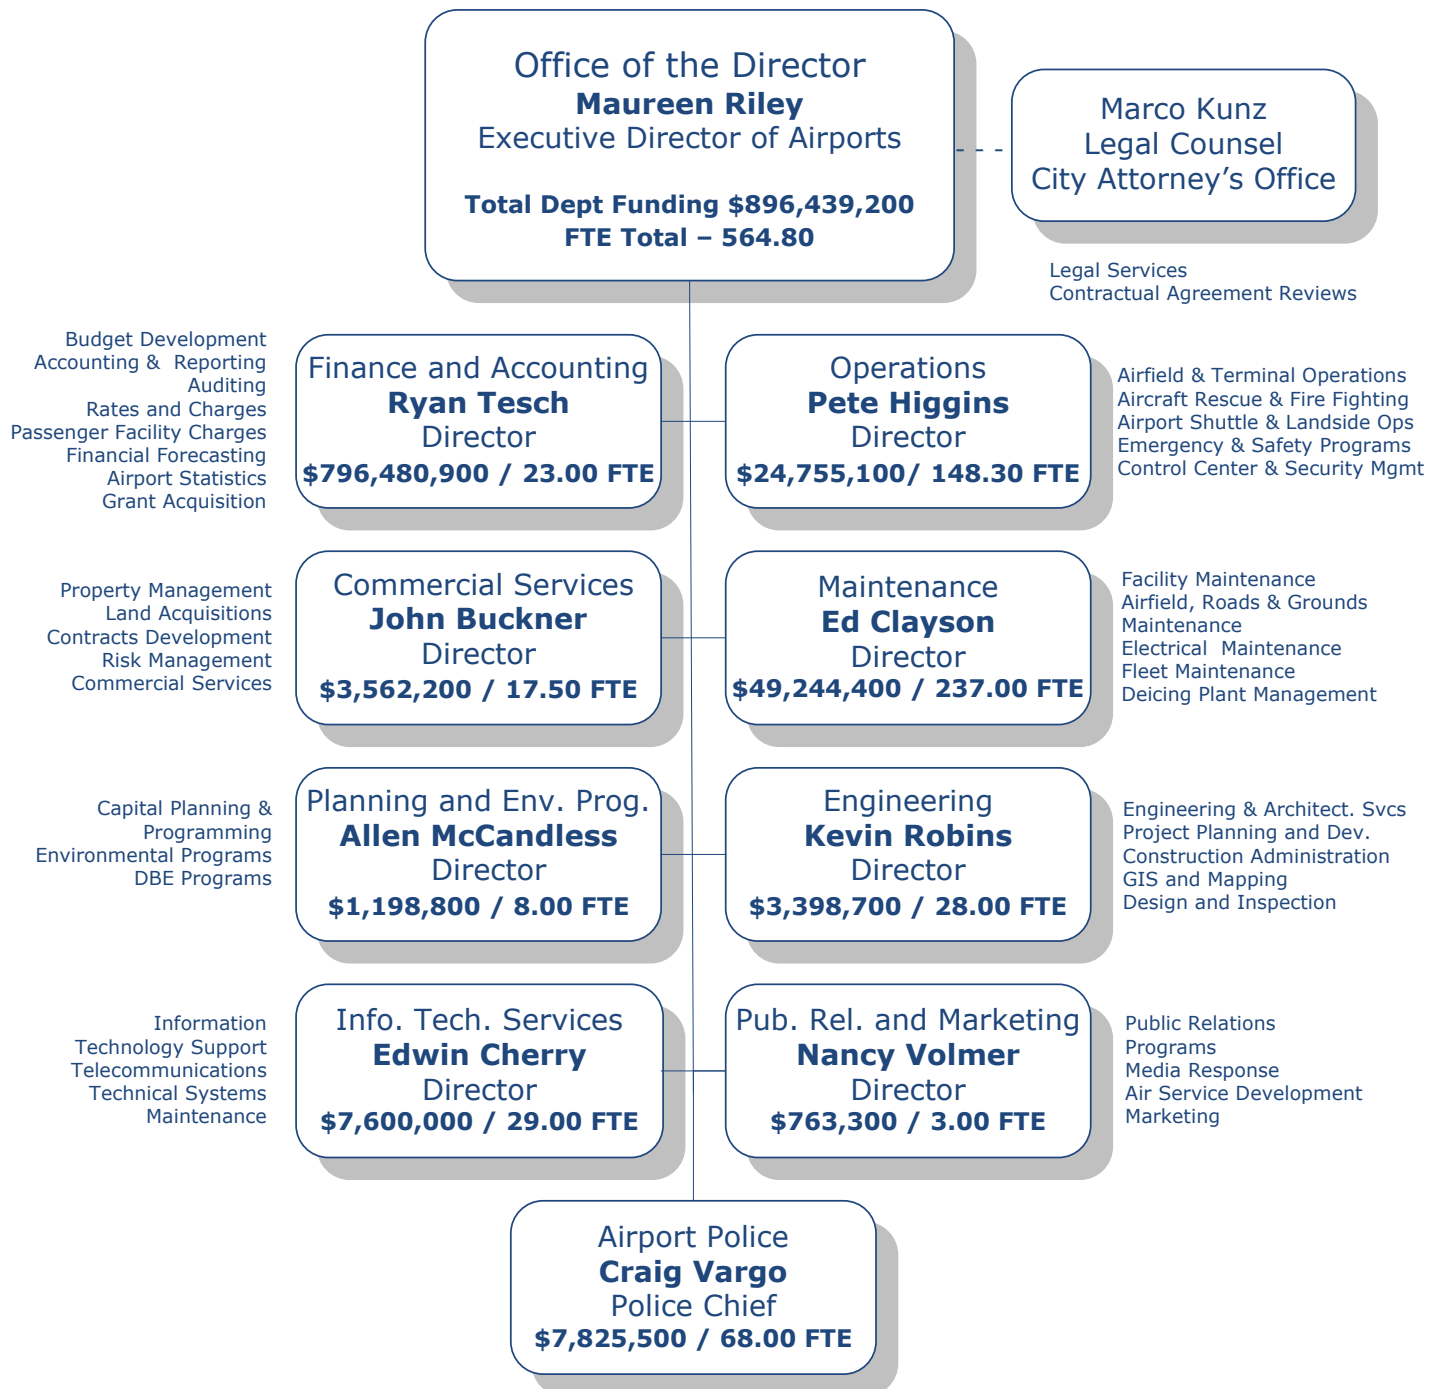 Office of the Director
Maureen Riley
Executive Director of Airports
Total Dept Funding $896,439,200
FTE Total – 564.80
Marco Kunz
Legal Counsel
City Attorney's Office
Legal Services
Contractual Agreement Reviews
Budget Development
Accounting &  Reporting
Auditing
Rates and Charges
Passenger Facility Charges
Financial Forecasting
Airport Statistics
Grant Acquisition
Finance and Accounting
Ryan Tesch
Director
$796,480,900 / 23.00 FTE
Operations
Pete Higgins
Director
$24,755,100/ 148.30 FTE
Airfield & Terminal Operations
Aircraft Rescue & Fire Fighting
Airport Shuttle & Landside Ops
Emergency & Safety Programs
Control Center & Security Mgmt
Property Management
Land Acquisitions
Contracts Development
Risk Management
Commercial Services
Commercial Services
John Buckner
Director
$3,562,200 / 17.50 FTE
Maintenance
Ed Clayson
Director
$49,244,400 / 237.00 FTE
Facility Maintenance
Airfield, Roads & Grounds
Maintenance
Electrical  Maintenance
Fleet Maintenance
Deicing Plant Management
Capital Planning &
Programming
Environmental Programs
DBE Programs
Planning and Env. Prog.
Allen McCandless
Director
$1,198,800 / 8.00 FTE
Engineering
Kevin Robins
Director
$3,398,700 / 28.00 FTE
Engineering & Architect. Svcs
Project Planning and Dev.
Construction Administration
GIS and Mapping
Design and Inspection
Information
Technology Support
Telecommunications
Technical Systems
Maintenance
Info. Tech. Services
Edwin Cherry
Director
$7,600,000 / 29.00 FTE
Pub. Rel. and Marketing
Nancy Volmer
Director
$763,300 / 3.00 FTE
Public Relations
Programs
Media Response
Air Service Development
Marketing
Airport Police
Craig Vargo
Police Chief
$7,825,500 / 68.00 FTE